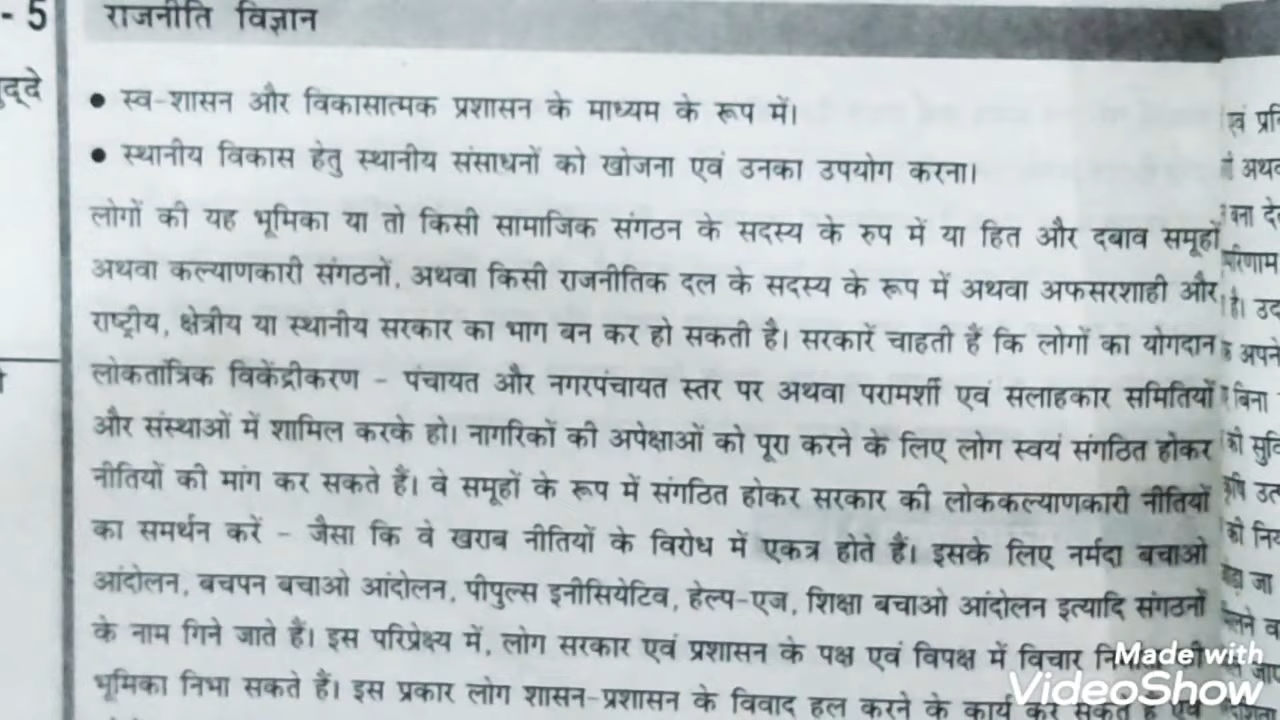 - 5
राजनीति विज्ञान
• स्व-शासन और विकासात्मक प्रशासन के माध्यम के रूप में।
• स्थानीय विकास हेतु स्थानीय संसाधनों को खोजना एवं उनका उपयोग करना।
लोगों की यह भूमिका या तो किसी सामाजिक संगठन के सदस्य के रुप में या हित और दबाव समूहों
अथवा कल्याणकारी संगठनों, अथवा किसी राजनीतिक दल के सदस्य के रूप में अथवा अफसरशाही और
राष्ट्रीय, क्षेत्रीय या स्थानीय सरकार का भाग बन कर हो सकती है। सरकारें चाहती हैं कि लोगों का योगदान
लोकतांत्रिक विकेंद्रीकरण - पंचायत और नगरपंचायत स्तर पर अथवा परामर्शी एवं सलाहकार समितियों
और संस्थाओं में शामिल करके हो। नागरिकों की अपेक्षाओं को पूरा करने के लिए लोग स्वयं संगठित होकर
नीतियों की मांग कर सकते हैं। वे समूहों के रूप में संगठित होकर सरकार की लोककल्याणकारी नीतियों
का समर्थन करें - जैसा कि वे खराब नीतियों के विरोध में एकत्र होते हैं। इसके लिए नर्मदा बचाओ
आंदोलन, बचपन बचाओ आंदोलन, पीपुल्स इनीसियेटिव, हेल्प-एज, शिक्षा बचाओ आंदोलन इत्यादि संगठनों
के नाम गिने जाते हैं। इस परिप्रेक्ष्य में, लोग सरकार एवं प्रशासन के पक्ष एवं विपक्ष में विचार
भूमिका निभा सकते हैं। इस प्रकार लोग शासन-प्रशासन के विवाद हल करने के कार्य कर सकते हैं एवं
Made with
VideoShow